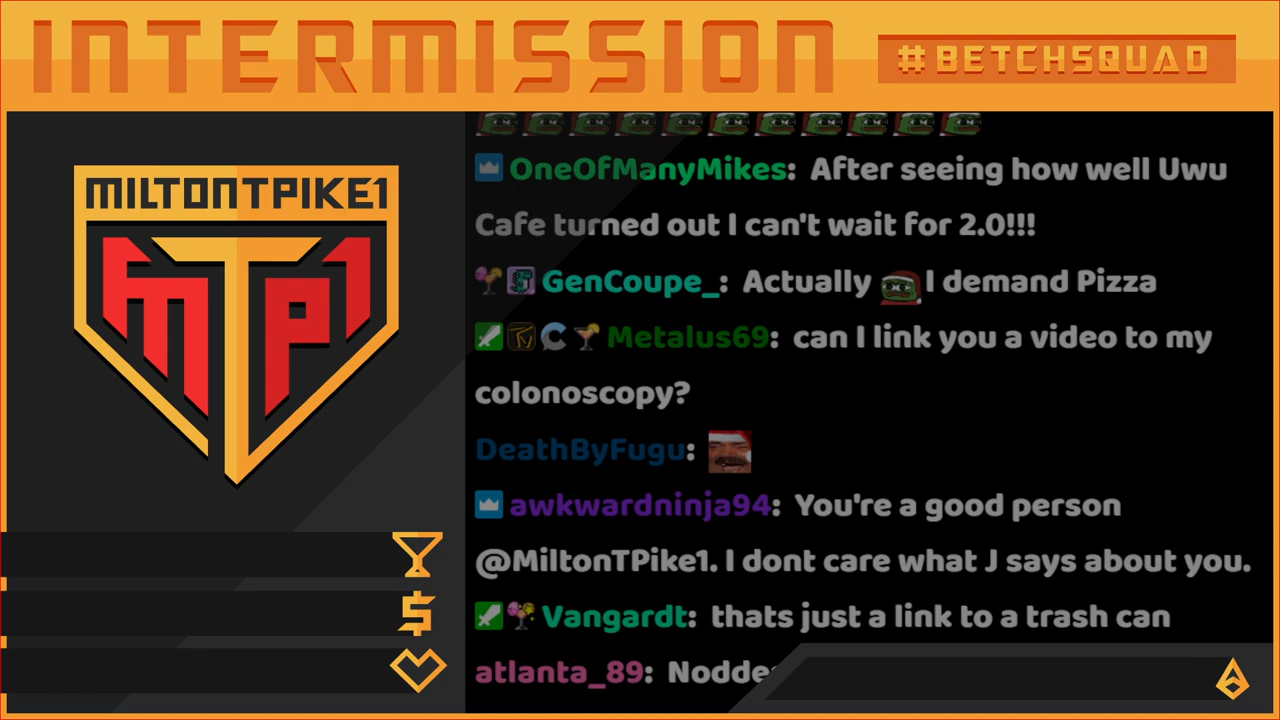 INTERMISSION
#BETCHSQUAD
MILTONTPIKE1
MTP1
OneOfManyMikes: After seeing how well Uwu
Cafe turned out I can't wait for 2.0!!!
GenCoupe_: Actually I demand Pizza
Metalus69: can I link you a video to my
colonoscopy?
DeathByFugu:
awkwardninja94: You're a good person
@MiltonTPike1. I dont care what J says about you.
Vangardt: thats just a link to a trash can
atlanta_89: